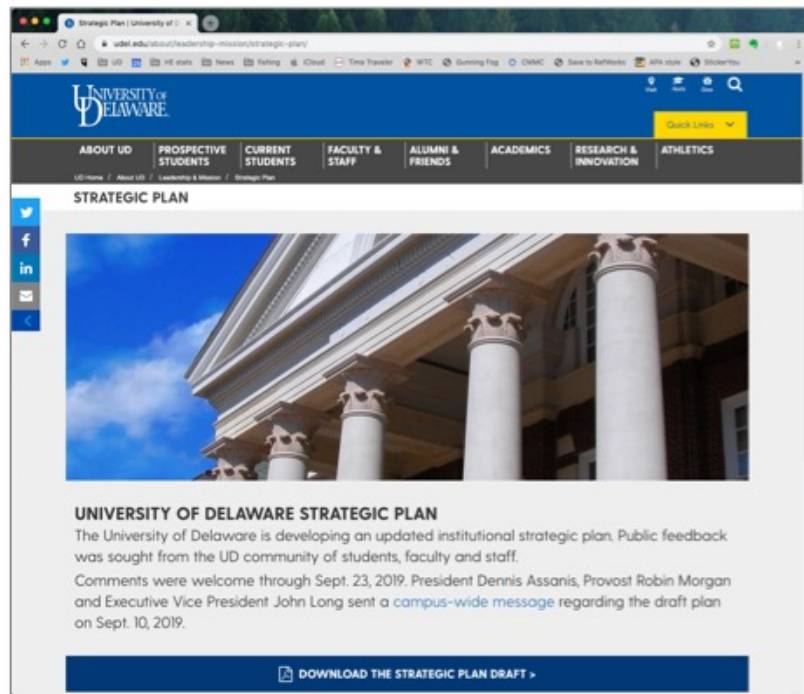 Strategic Plan | University of D
udel.edu/about/leadership-mission/strategic-plan/
Apps UD HE stats News fishing iCloud Time Traveler WTC Gunning Fog CWMC Save to RefWorks APA style StickerYou
UNIVERSITY OF DELAWARE.
Visit Apply Give
Quick Links
ABOUT UD PROSPECTIVE STUDENTS CURRENT STUDENTS FACULTY & STAFF ALUMNI & FRIENDS ACADEMICS RESEARCH & INNOVATION ATHLETICS
UD Home / About UD / Leadership & Mission / Strategic Plan
STRATEGIC PLAN
UNIVERSITY OF DELAWARE STRATEGIC PLAN
The University of Delaware is developing an updated institutional strategic plan. Public feedback
was sought from the UD community of students, faculty and staff.
Comments were welcome through Sept. 23, 2019. President Dennis Assanis, Provost Robin Morgan
and Executive Vice President John Long sent a campus-wide message regarding the draft plan
on Sept. 10, 2019.
DOWNLOAD THE STRATEGIC PLAN DRAFT >